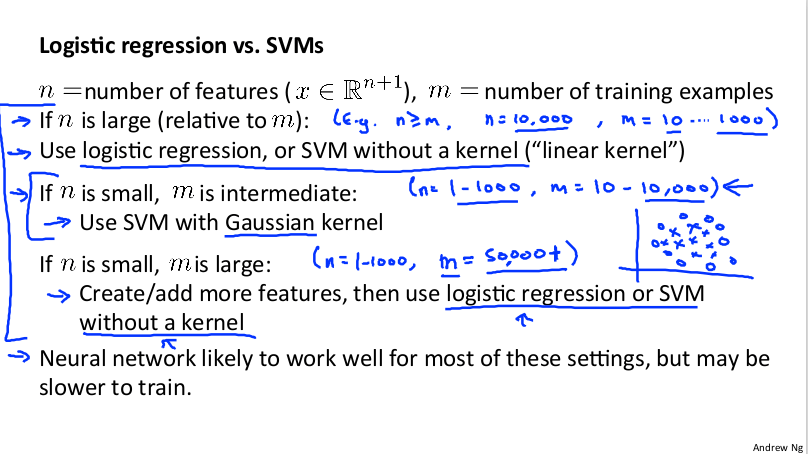 Logistic regression vs. SVMs
n = number of features (x ∈ ℝⁿ⁺¹), m = number of training examples
→ If n is large (relative to m): (E.g. n ≥ m, n = 10,000, m = 10 .... 1000)
→ Use logistic regression, or SVM without a kernel (“linear kernel”)
→ If n is small, m is intermediate: (n = 1 - 1000, m = 10 - 10,000) ←
→ Use SVM with Gaussian kernel
If n is small, m is large: (n = 1 - 1000, m = 50,000+)
→ Create/add more features, then use logistic regression or SVM
without a kernel
→ Neural network likely to work well for most of these settings, but may be
slower to train.
Andrew Ng